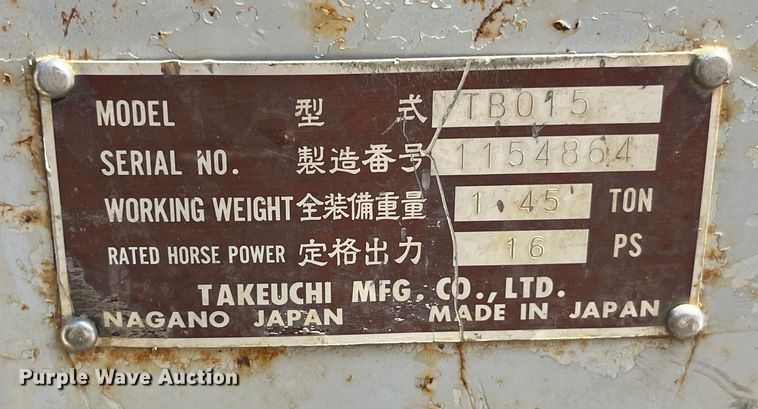 MODEL 型式 TB015
SERIAL NO. 製造番号 1154864
WORKING WEIGHT 全装備重量 1.45 TON
RATED HORSE POWER 定格出力 16 PS
TAKEUCHI MFG. CO., LTD.
NAGANO JAPAN MADE IN JAPAN
Purple Wave Auction